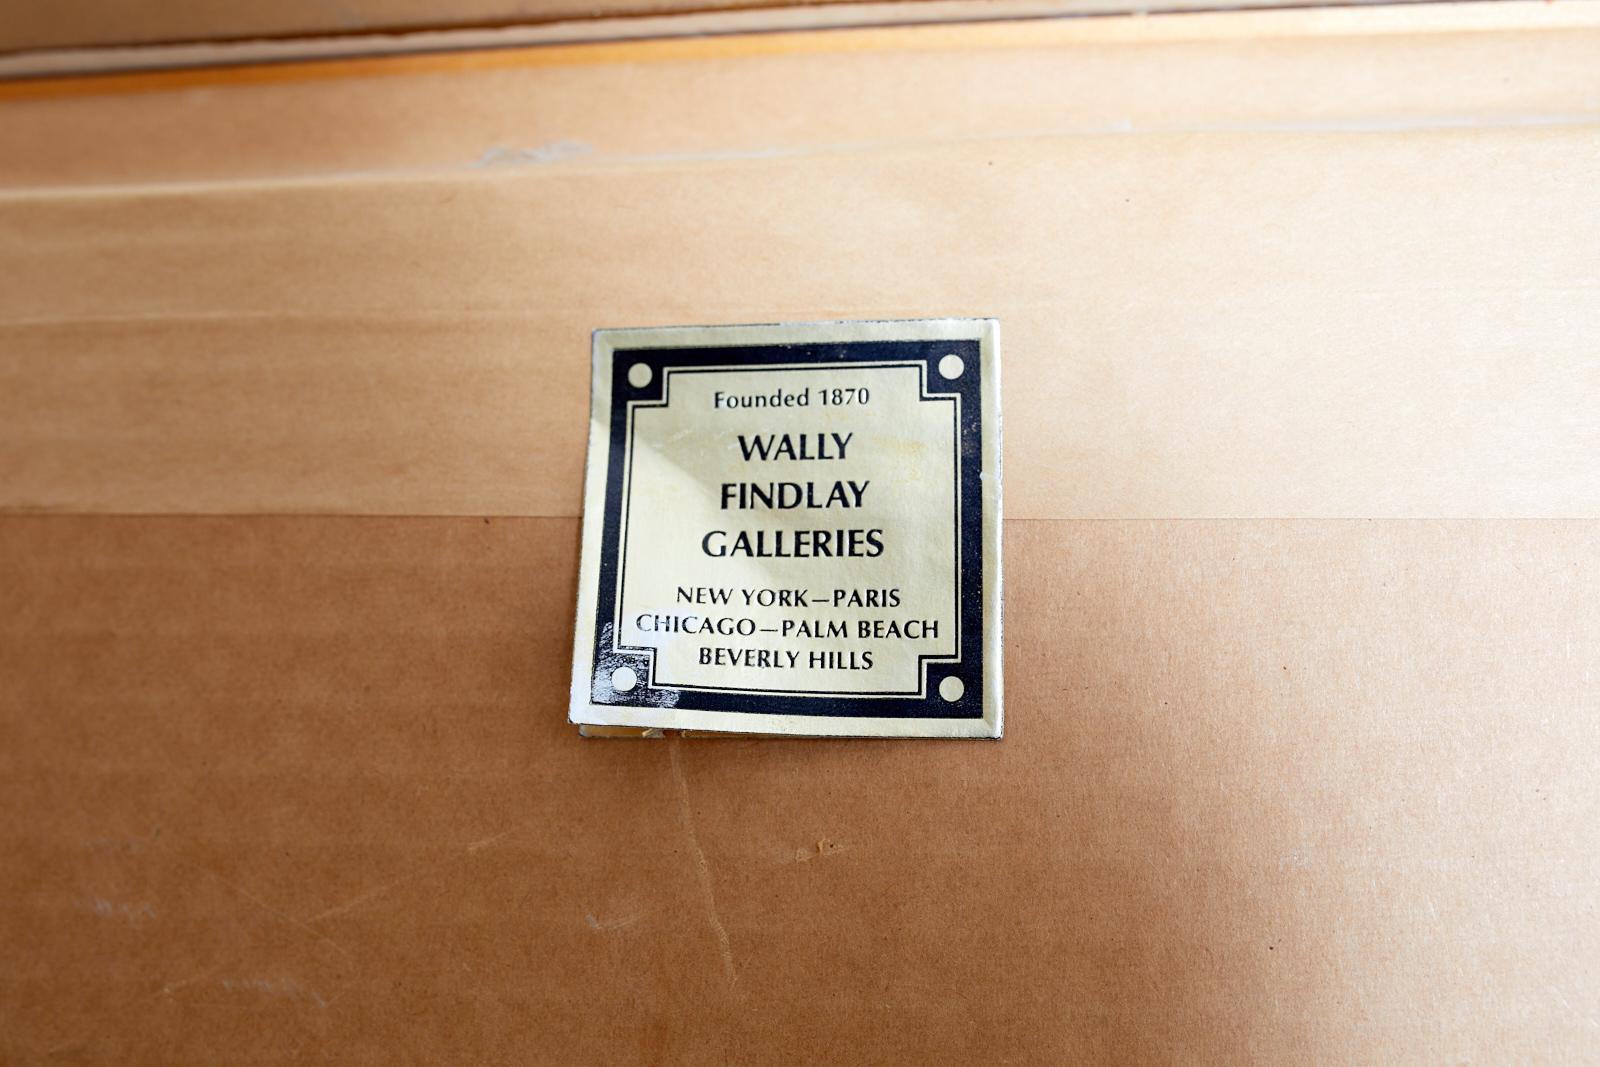 Founded 1870
WALLY
FINDLAY
GALLERIES
NEW YORK—PARIS
CHICAGO—PALM BEACH
BEVERLY HILLS